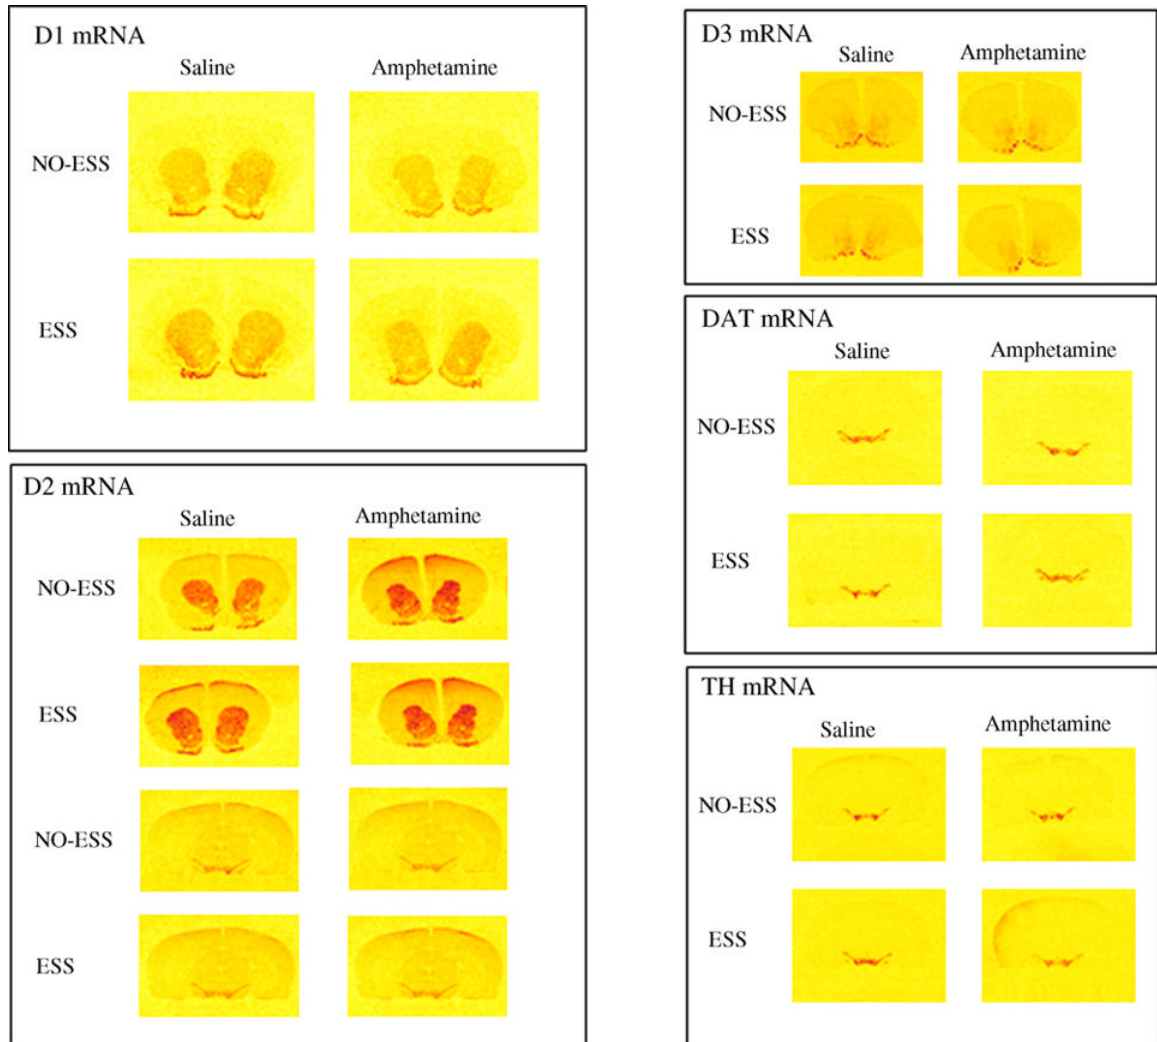 D1 mRNA
Saline Amphetamine
NO-ESS
ESS
D2 mRNA
Saline Amphetamine
NO-ESS
ESS
NO-ESS
ESS
D3 mRNA
Saline Amphetamine
NO-ESS
ESS
DAT mRNA
Saline Amphetamine
NO-ESS
ESS
TH mRNA
Saline Amphetamine
NO-ESS
ESS